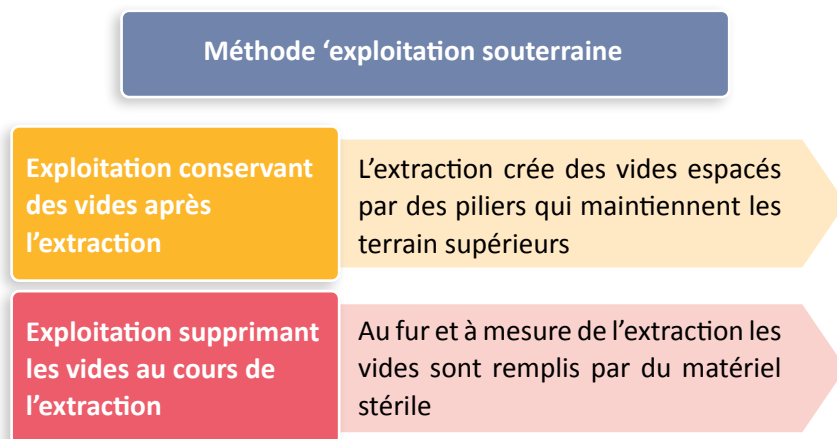 Méthode ‘exploitation souterraine
Exploitation conservant
des vides après
l’extraction
L’extraction crée des vides espacés
par des piliers qui maintiennent les
terrain supérieurs
Exploitation supprimant
les vides au cours de
l’extraction
Au fur et à mesure de l’extraction les
vides sont remplis par du matériel
stérile